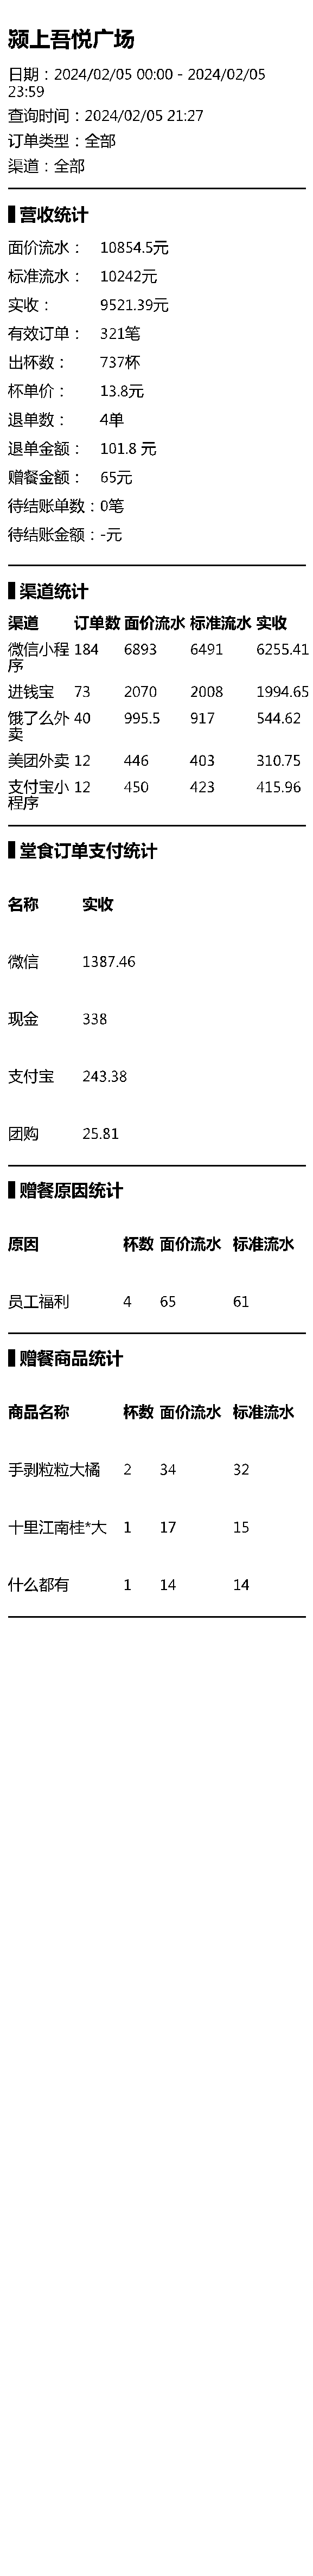 颍上吾悦广场
日期：2024/02/05 00:00 - 2024/02/05
23:59
查询时间：2024/02/05 21:27
订单类型：全部
渠道：全部
营收统计
面价流水： 10854.5元
标准流水： 10242元
实收： 9521.39元
有效订单： 321笔
出杯数： 737杯
杯单价： 13.8元
退单数： 4单
退单金额： 101.8 元
赠餐金额： 65元
待结账单数：0笔
待结账金额：-元
渠道统计
渠道 订单数 面价流水 标准流水 实收
微信小程 184 6893 6491 6255.41
序
进钱宝 73 2070 2008 1994.65
饿了么外 40 995.5 917 544.62
卖
美团外卖 12 446 403 310.75
支付宝小 12 450 423 415.96
程序
堂食订单支付统计
名称 实收
微信 1387.46
现金 338
支付宝 243.38
团购 25.81
赠餐原因统计
原因 杯数 面价流水 标准流水
员工福利 4 65 61
赠餐商品统计
商品名称 杯数 面价流水 标准流水
手剥粒粒大橘 2 34 32
十里江南桂*大 1 17 15
什么都有 1 14 14